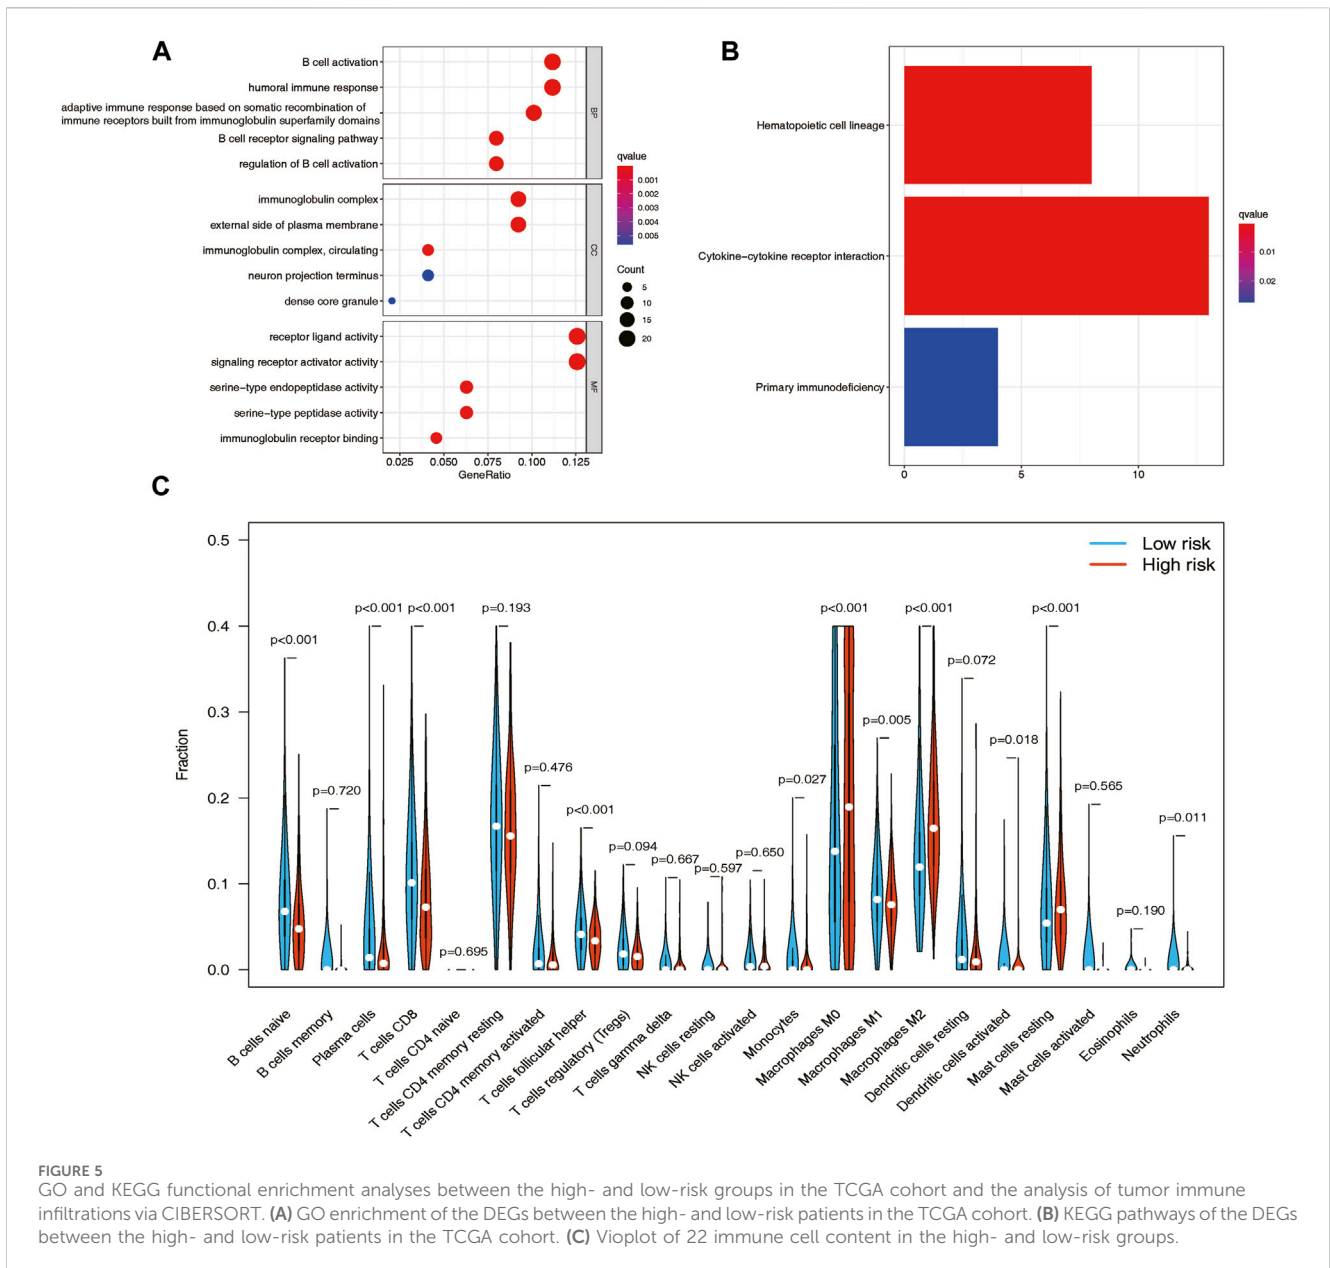 A
B cell activation
humoral immune response
adaptive immune response based on somatic recombination of
immune receptors built from immunoglobulin superfamily domains
B cell receptor signaling pathway
regulation of B cell activation
BP
immunoglobulin complex
external side of plasma membrane
immunoglobulin complex, circulating
neuron projection terminus
dense core granule
CC
receptor ligand activity
signaling receptor activator activity
serine−type endopeptidase activity
serine−type peptidase activity
immunoglobulin receptor binding
MF
0.025 0.050 0.075 0.100 0.125
GeneRatio
qvalue
0.001
0.002
0.003
0.004
0.005
Count
5
10
15
20
B
Hematopoietic cell lineage
Cytokine−cytokine receptor interaction
Primary immunodeficiency
0 5 10
qvalue
0.01
0.02
C
Fraction
0.5
0.4
0.3
0.2
0.1
0.0
Low risk
High risk
p<0.001
p=0.720
p<0.001
p<0.001
p=0.695
p=0.193
p=0.476
p<0.001
p=0.094
p=0.667
p=0.597
p=0.650
p=0.027
p<0.001
p=0.005
p<0.001
p=0.072
p=0.018
p<0.001
p=0.565
p=0.190
p=0.011
B cells naive
B cells memory
Plasma cells
T cells CD8
T cells CD4 naive
T cells CD4 memory resting
T cells CD4 memory activated
T cells follicular helper
T cells regulatory (Tregs)
T cells gamma delta
NK cells resting
NK cells activated
Monocytes
Macrophages M0
Macrophages M1
Macrophages M2
Dendritic cells resting
Dendritic cells activated
Mast cells resting
Mast cells activated
Eosinophils
Neutrophils
FIGURE 5
GO and KEGG functional enrichment analyses between the high- and low-risk groups in the TCGA cohort and the analysis of tumor immune
infiltrations via CIBERSORT. (A) GO enrichment of the DEGs between the high- and low-risk patients in the TCGA cohort. (B) KEGG pathways of the DEGs
between the high- and low-risk patients in the TCGA cohort. (C) Vioplot of 22 immune cell content in the high- and low-risk groups.